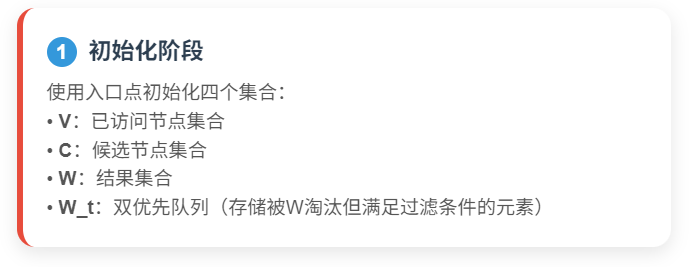 1 初始化阶段
使用入口点初始化四个集合：
• V：已访问节点集合
• C：候选节点集合
• W：结果集合
• W_t：双优先队列（存储被W淘汰但满足过滤条件的元素）